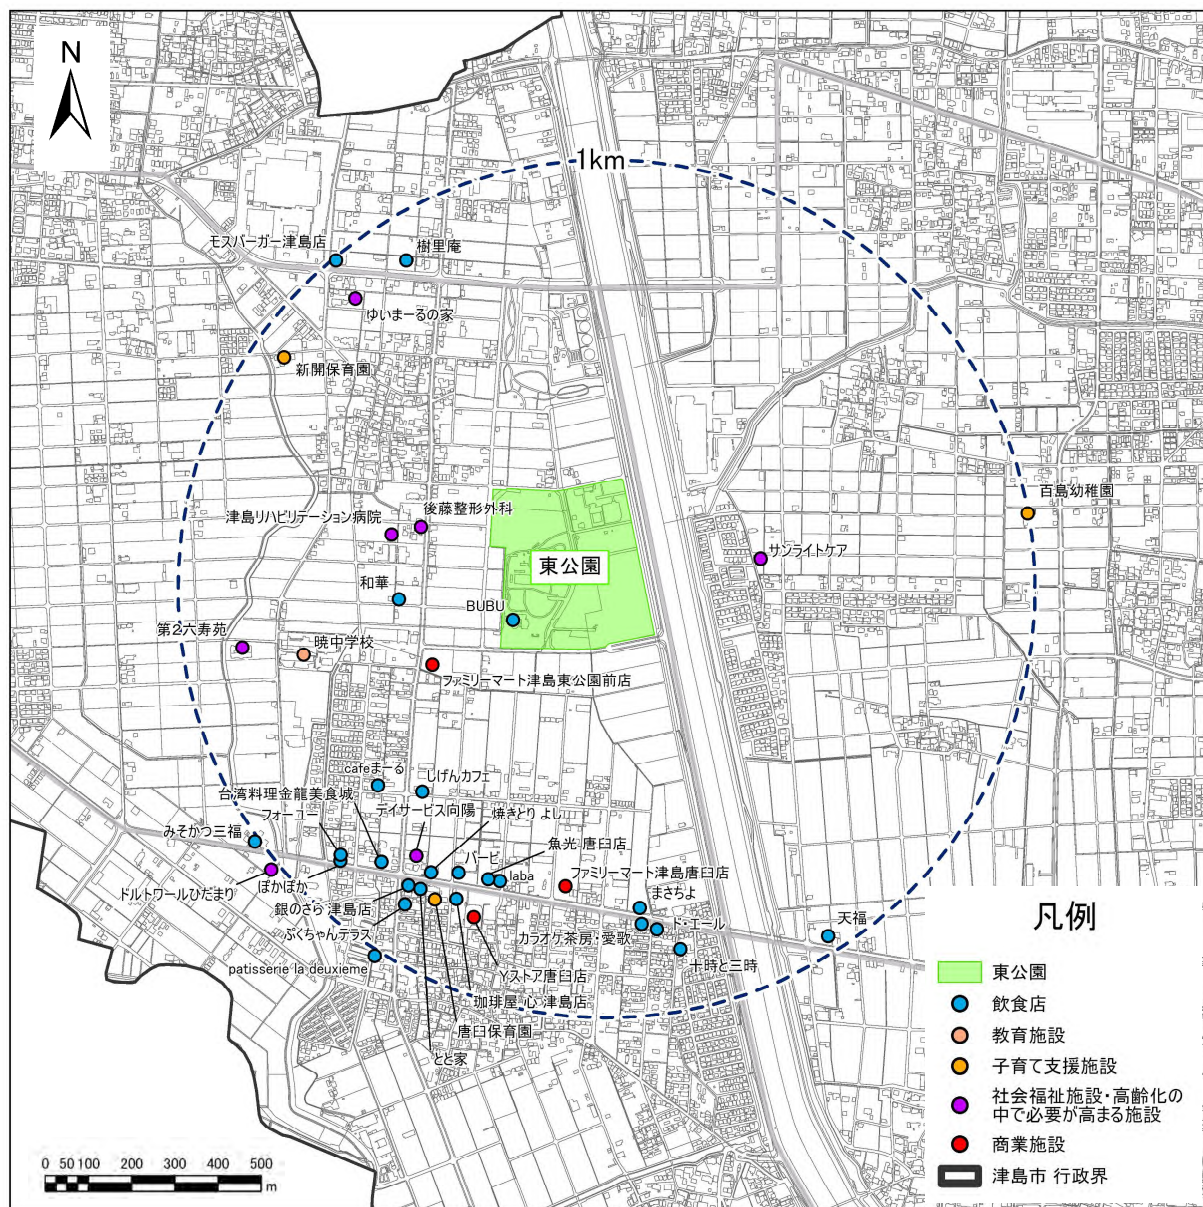 N
1km
モスバーガー津島店
樹里庵
ゆいまーるの家
新開保育園
百島幼稚園
後藤整形外科
津島リハビリテーション病院
サンライトケア
東公園
和華
BUBU
第2六寿苑
暁中学校
ファミリーマート津島東公園前店
cafeまーる
しげんカフェ
台湾料理金龍美食城
デイサービス向陽
焼きとり よし
フォーユー
みそかつ三福
バービ
魚光 唐臼店
laba
ファミリーマート津島唐臼店
ドルトワールひだまり
ぽかぽか
まさちよ
銀のさら 津島店
天福
ド・エール
ぷくちゃんテラス
カラオケ茶房・愛歌
patisserie la deuxieme
十時と三時
Yストア唐臼店
珈琲屋 心 津島店
唐臼保育園
とと家
凡例
東公園
飲食店
教育施設
子育て支援施設
社会福祉施設・高齢化の
中で必要が高まる施設
商業施設
津島市 行政界
0 50 100 200 300 400 500
m